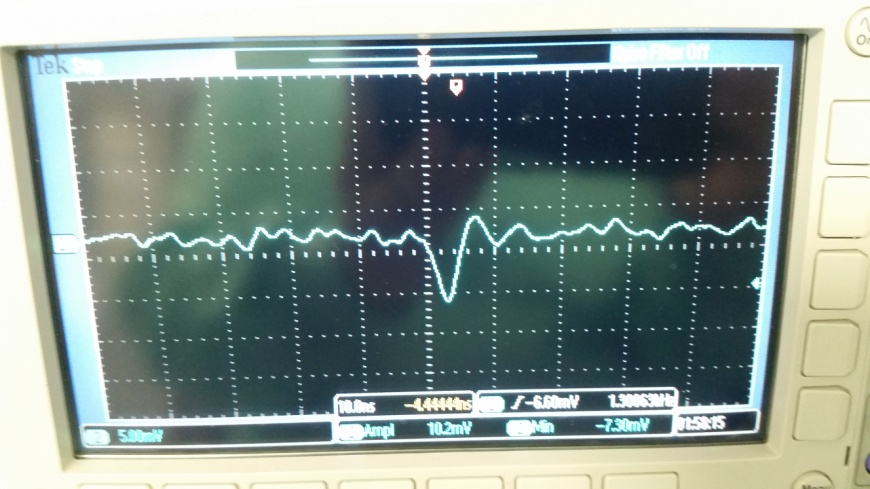 Tek Stop Noise Filter Off
10.0ns -4.44444ns -6.60mV 1.30063kHz
5.00mV Ampl 10.2mV Min -7.30mV 01:58:15